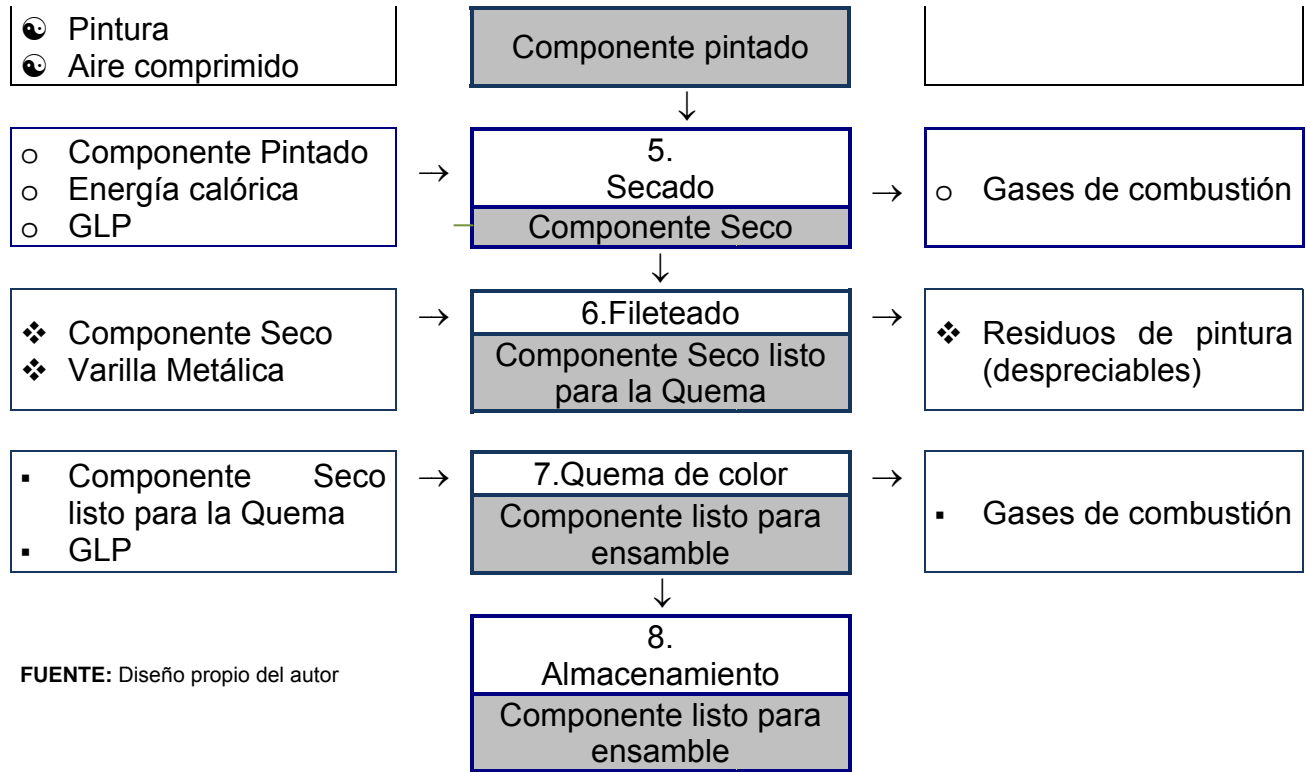 ☯ Pintura
☯ Aire comprimido
Componente pintado
↓
o Componente Pintado
o Energía calórica
o GLP
→
5.
Secado
Componente Seco
→
o Gases de combustión
↓
❖ Componente Seco
❖ Varilla Metálica
→
6.Fileteado
Componente Seco listo
para la Quema
→
❖ Residuos de pintura
(despreciables)
▪ Componente Seco
listo para la Quema
▪ GLP
→
7.Quema de color
Componente listo para
ensamble
→
▪ Gases de combustión
↓
8.
Almacenamiento
Componente listo para
ensamble
FUENTE: Diseño propio del autor